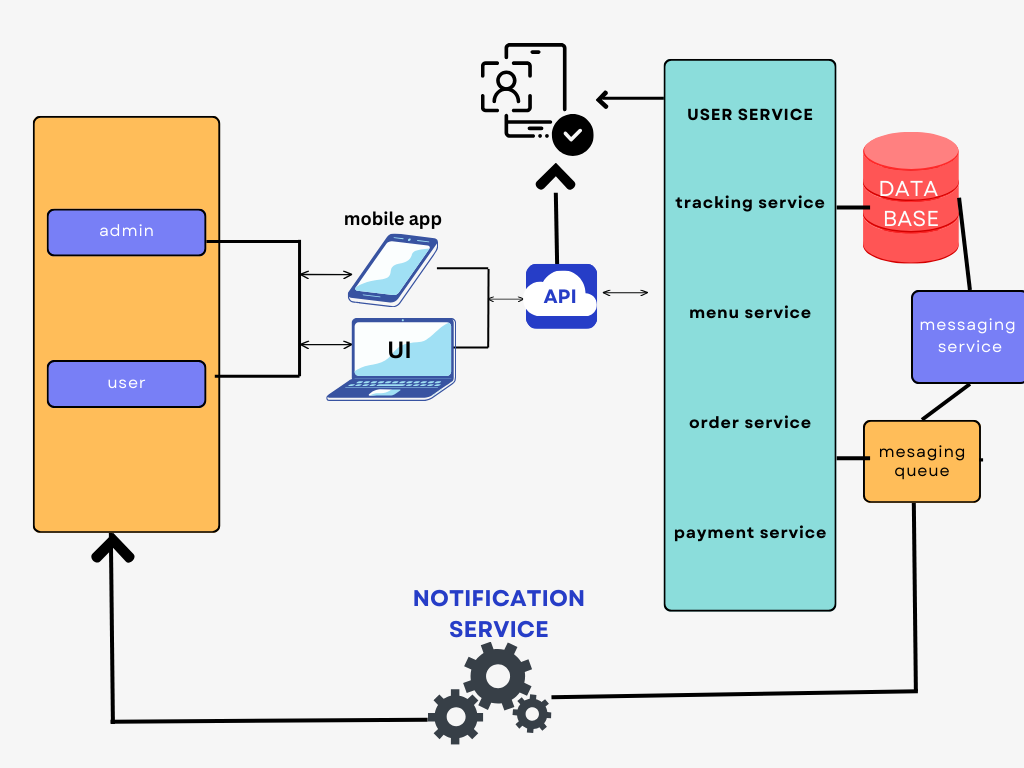 admin
user
mobile app
UI
API
USER SERVICE
tracking service
menu service
order service
payment service
DATA
BASE
messaging
service
mesaging
queue
NOTIFICATION
SERVICE